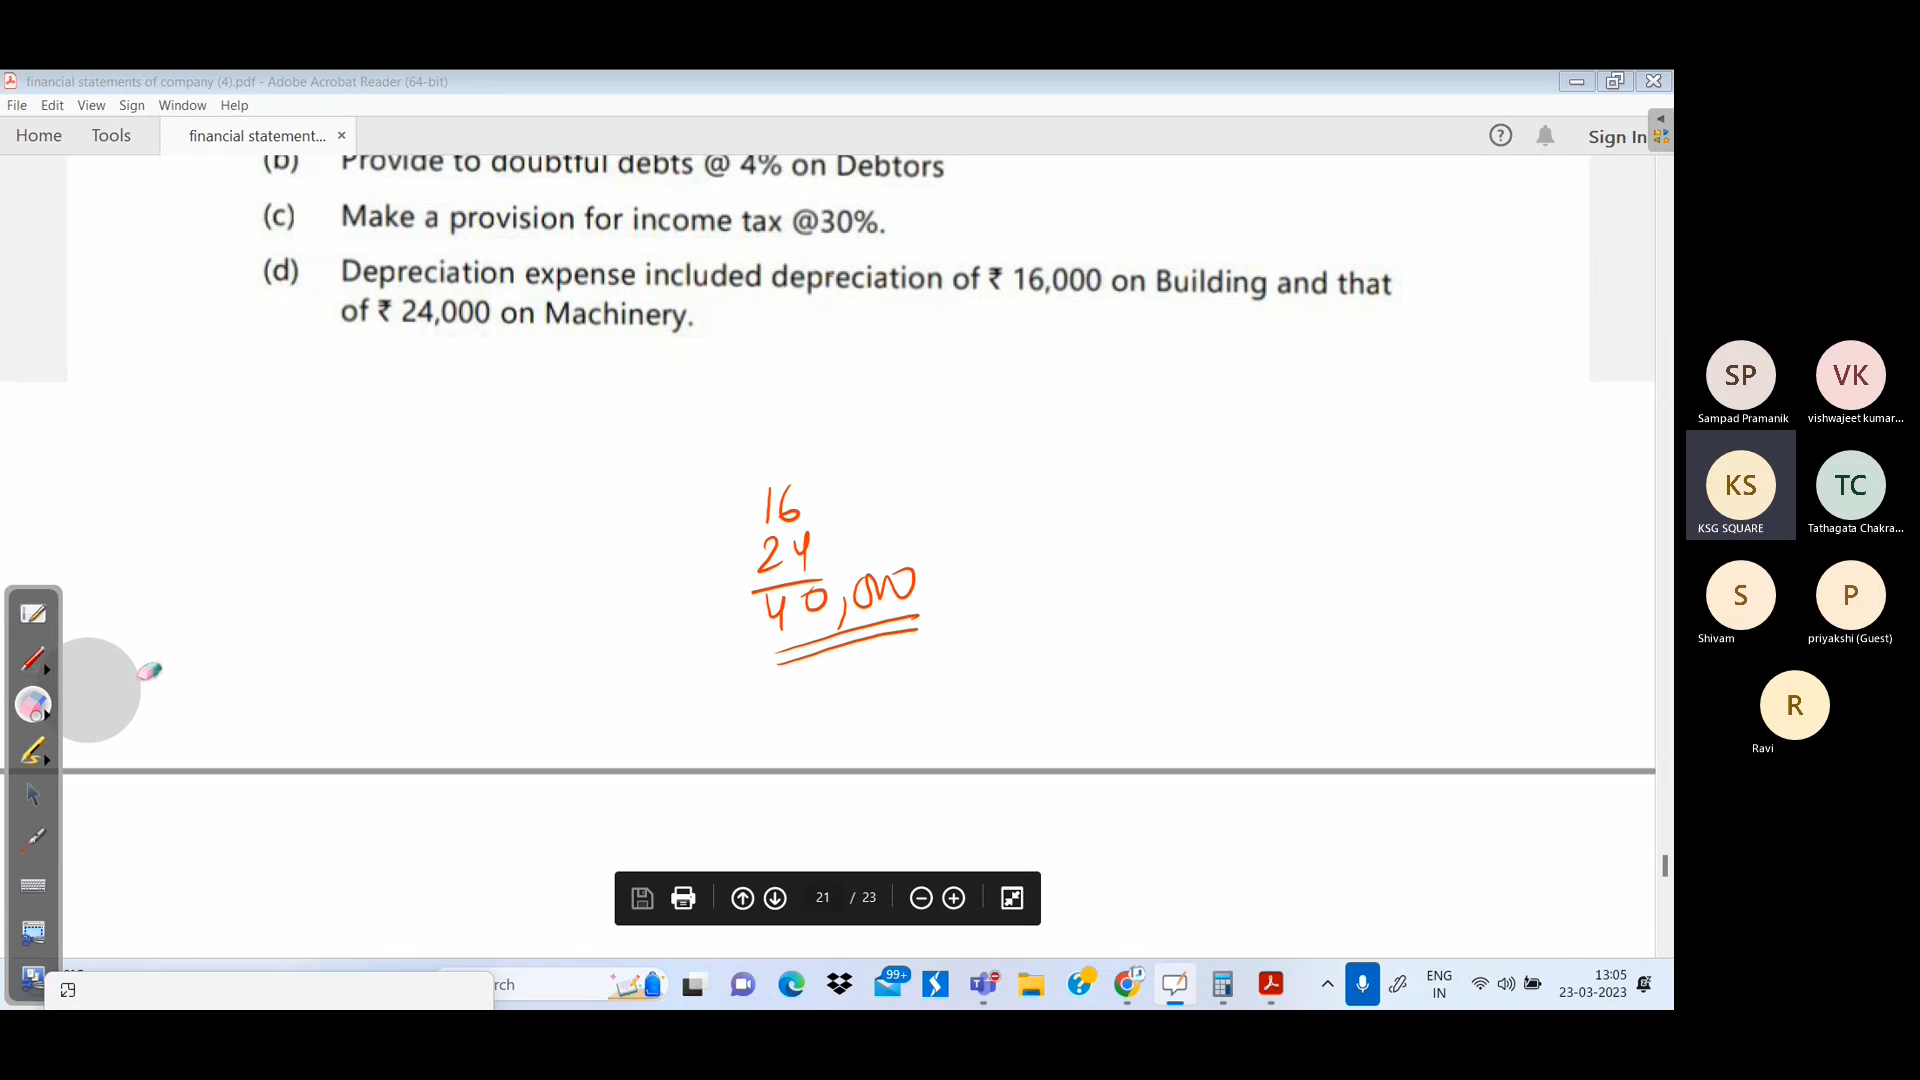 financial statements of company (4).pdf - Adobe Acrobat Reader (64-bit)
File Edit View Sign Window Help
Home Tools financial statement... × Sign In
(b) Provide to doubtful debts @ 4% on Debtors
(c) Make a provision for income tax @30%.
(d) Depreciation expense included depreciation of ₹ 16,000 on Building and that
of ₹ 24,000 on Machinery.
16
24
40,000
SP VK
Sampad Pramanik vishwajeet kumar...
KS TC
KSG SQUARE Tathagata Chakra...
S P
Shivam priyakshi (Guest)
R
Ravi
21 / 23
rch 99+ ENG
IN 13:05
23-03-2023